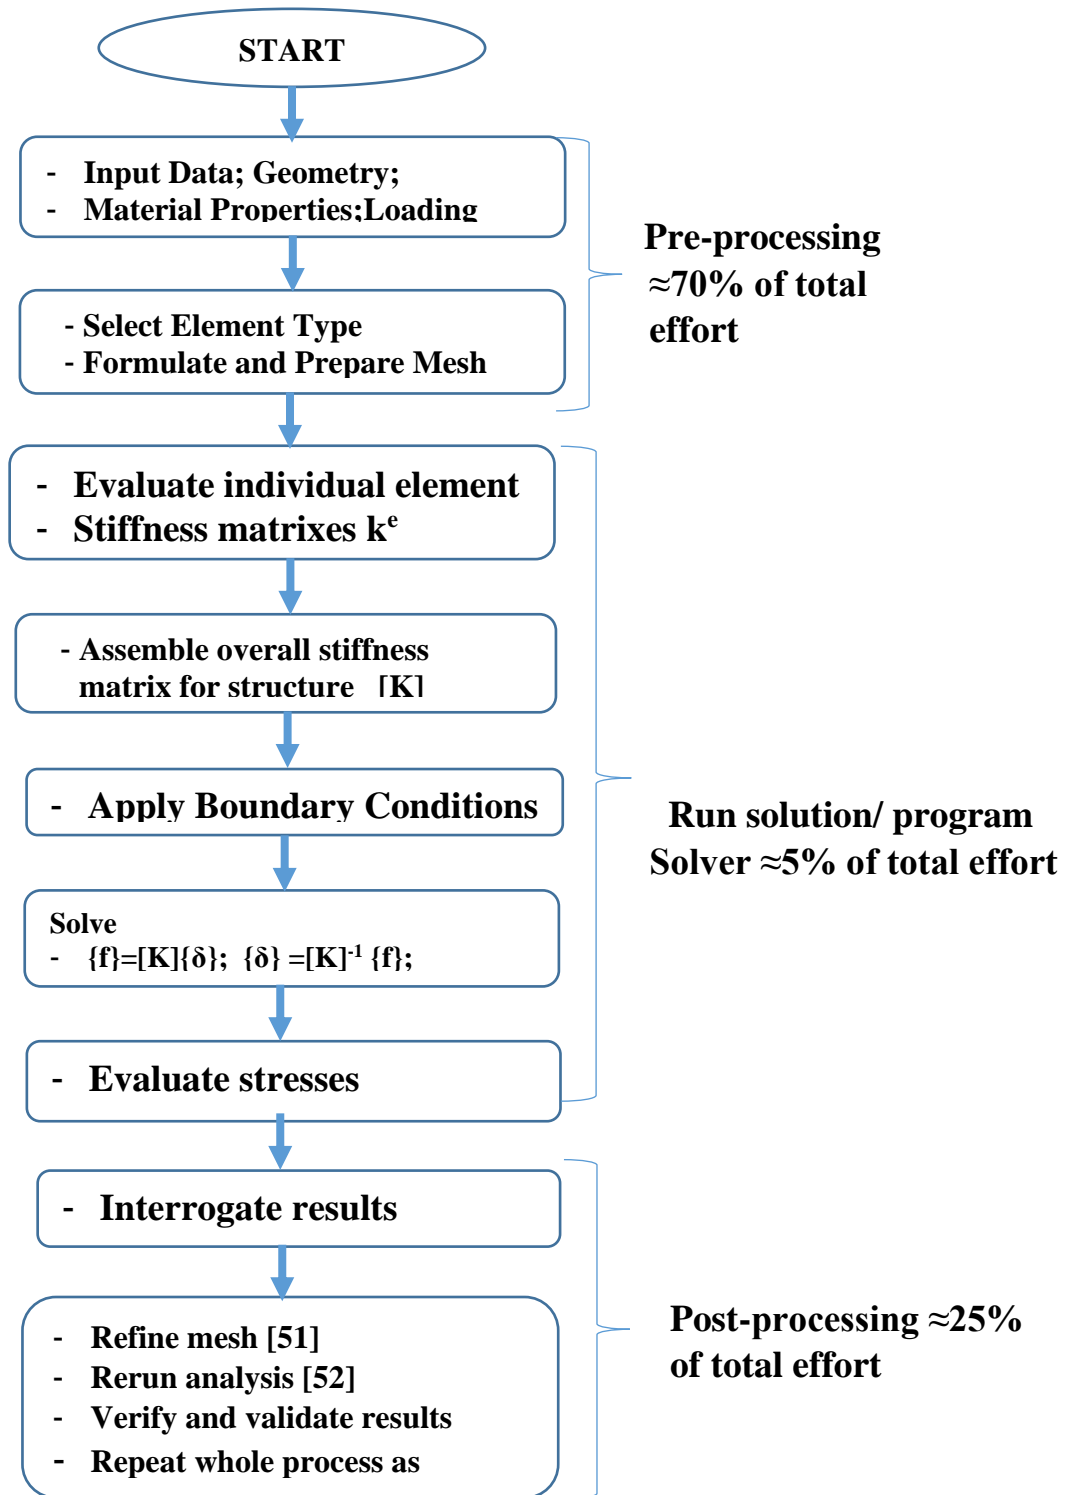 START
- Input Data; Geometry;
- Material Properties;Loading
Pre-processing
≈70% of total
effort
- Select Element Type
- Formulate and Prepare Mesh
- Evaluate individual element
- Stiffness matrixes kᵉ
- Assemble overall stiffness
matrix for structure [K]
- Apply Boundary Conditions
Run solution/ program
Solver ≈5% of total effort
Solve
- {f}=[K]{δ}; {δ} =[K]⁻¹ {f};
- Evaluate stresses
- Interrogate results
Post-processing ≈25%
of total effort
- Refine mesh [51]
- Rerun analysis [52]
- Verify and validate results
- Repeat whole process as